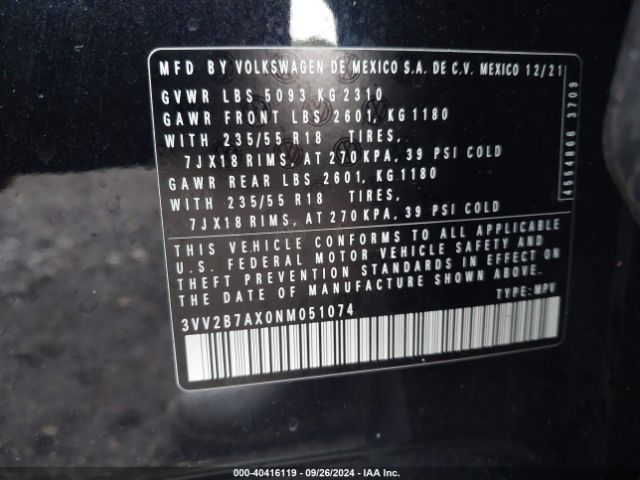 MFD BY VOLKSWAGEN DE MEXICO S.A. DE C.V. MEXICO 12/21
GVWR LBS 5093 KG 2310
GAWR FRONT LBS 2601, KG 1180
WITH 235/55 R18 TIRES,
7JX18 RIMS, AT 270 KPA, 39 PSI COLD
GAWR REAR LBS 2601, KG 1180
WITH 235/55 R18 TIRES,
7JX18 RIMS, AT 270 KPA, 39 PSI COLD
THIS VEHICLE CONFORMS TO ALL APPLICABLE
U.S. FEDERAL MOTOR VEHICLE SAFETY AND
THEFT PREVENTION STANDARDS IN EFFECT ON
THE DATE OF MANUFACTURE SHOWN ABOVE.
TYPE: MPV
3VV2B7AX0NM051074
4554866 3709
000-40416119 - 09/26/2024 - IAA Inc.